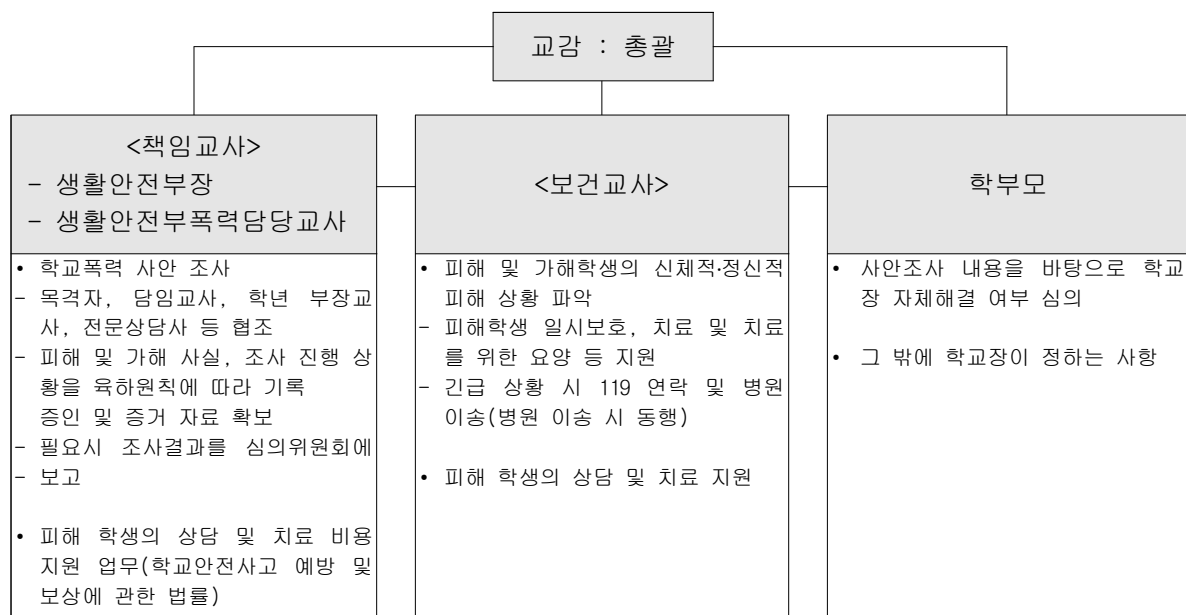 교감 : 총괄
<책임교사>
- 생활안전부장
- 생활안전부폭력담당교사
• 학교폭력 사안 조사
- 목격자, 담임교사, 학년 부장교
사, 전문상담사 등 협조
- 피해 및 가해 사실, 조사 진행 상
황을 육하원칙에 따라 기록
증인 및 증거 자료 확보
- 필요시 조사결과를 심의위원회에
- 보고
• 피해 학생의 상담 및 치료 비용
지원 업무(학교안전사고 예방 및
보상에 관한 법률)
<보건교사>
• 피해 및 가해학생의 신체적·정신적
피해 상황 파악
- 피해학생 일시보호, 치료 및 치료
를 위한 요양 등 지원
- 긴급 상황 시 119 연락 및 병원
이송(병원 이송 시 동행)
• 피해 학생의 상담 및 치료 지원
학부모
• 사안조사 내용을 바탕으로 학교
장 자체해결 여부 심의
• 그 밖에 학교장이 정하는 사항